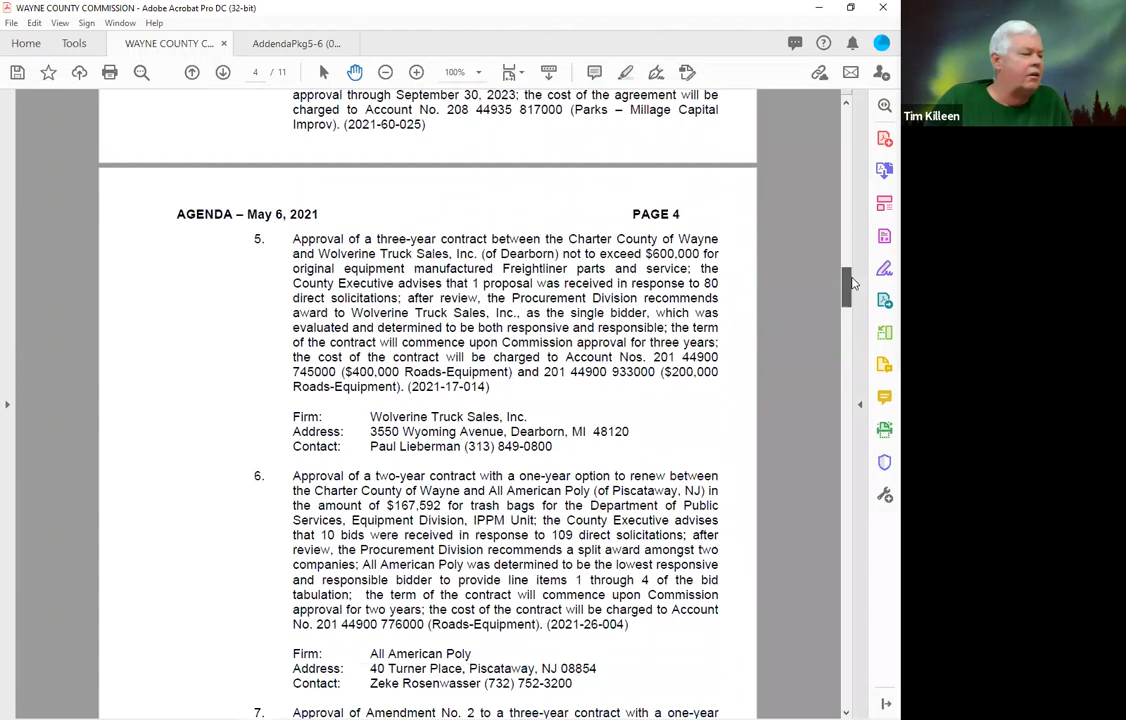 WAYNE COUNTY COMMISSION - Adobe Acrobat Pro DC (32-bit)
File Edit View Sign Window Help
Home Tools WAYNE COUNTY C... × AddendaPkg5-6 (0...
4 / 11 100%
approval through September 30, 2023; the cost of the agreement will be
charged to Account No. 208 44935 817000 (Parks – Millage Capital
Improv). (2021-60-025)
AGENDA – May 6, 2021 PAGE 4
5. Approval of a three-year contract between the Charter County of Wayne
and Wolverine Truck Sales, Inc. (of Dearborn) not to exceed $600,000 for
original equipment manufactured Freightliner parts and service; the
County Executive advises that 1 proposal was received in response to 80
direct solicitations; after review, the Procurement Division recommends
award to Wolverine Truck Sales, Inc., as the single bidder, which was
evaluated and determined to be both responsive and responsible; the term
of the contract will commence upon Commission approval for three years;
the cost of the contract will be charged to Account Nos. 201 44900
745000 ($400,000 Roads-Equipment) and 201 44900 933000 ($200,000
Roads-Equipment). (2021-17-014)
Firm: Wolverine Truck Sales, Inc.
Address: 3550 Wyoming Avenue, Dearborn, MI 48120
Contact: Paul Lieberman (313) 849-0800
6. Approval of a two-year contract with a one-year option to renew between
the Charter County of Wayne and All American Poly (of Piscataway, NJ) in
the amount of $167,592 for trash bags for the Department of Public
Services, Equipment Division, IPPM Unit; the County Executive advises
that 10 bids were received in response to 109 direct solicitations; after
review, the Procurement Division recommends a split award amongst two
companies; All American Poly was determined to be the lowest responsive
and responsible bidder to provide line items 1 through 4 of the bid
tabulation; the term of the contract will commence upon Commission
approval for two years; the cost of the contract will be charged to Account
No. 201 44900 776000 (Roads-Equipment). (2021-26-004)
Firm: All American Poly
Address: 40 Turner Place, Piscataway, NJ 08854
Contact: Zeke Rosenwasser (732) 752-3200
7. Approval of Amendment No. 2 to a three-year contract with a one-year
Tim Killeen